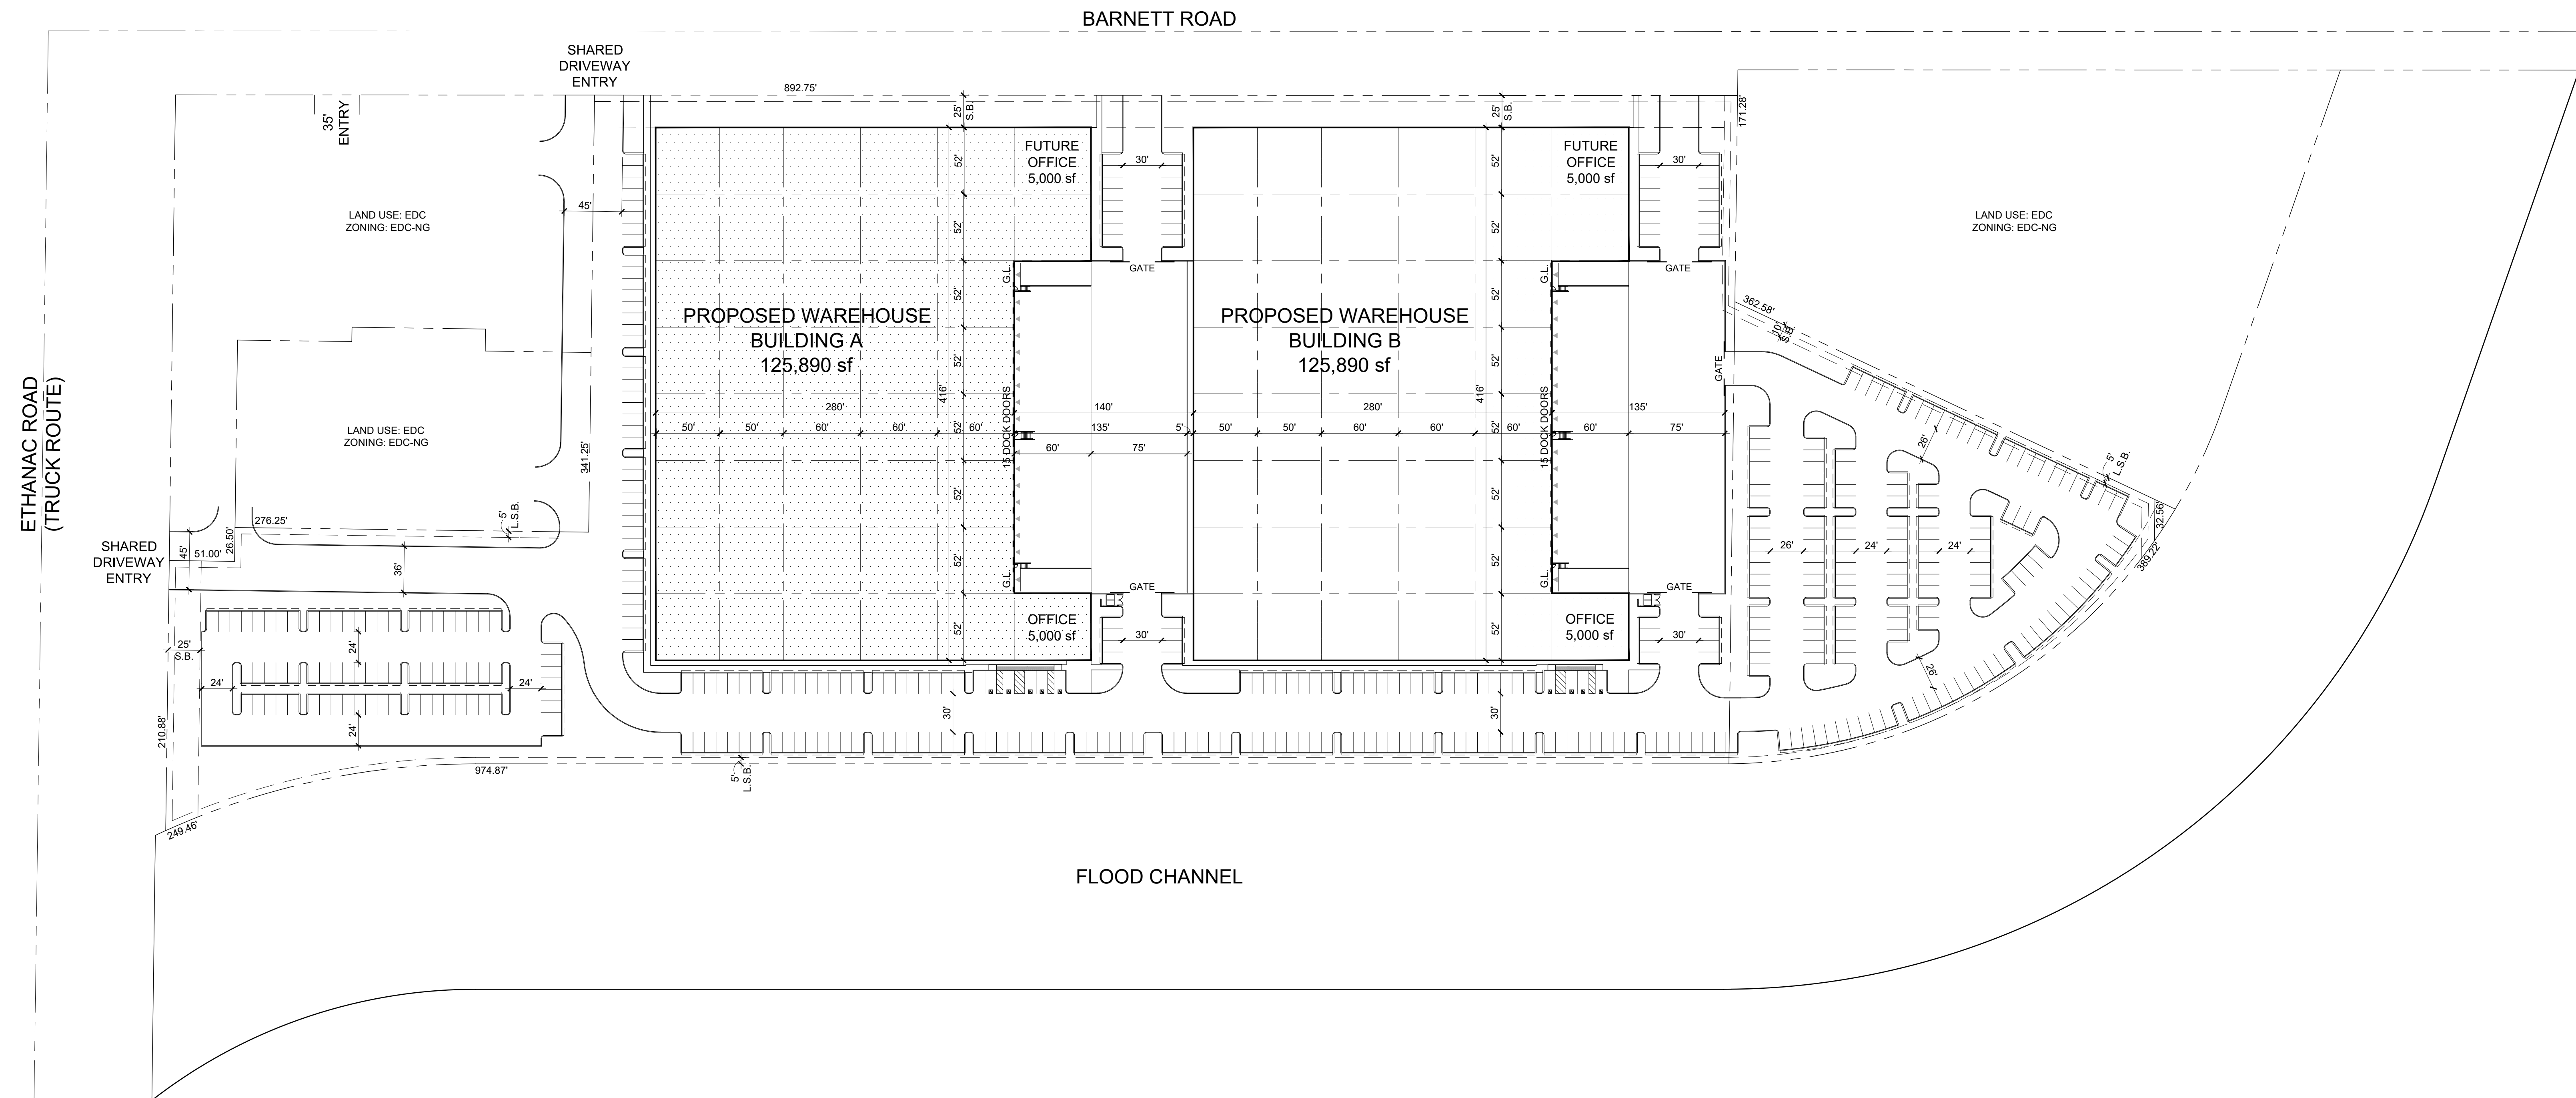 BARNETT ROAD
SHARED
DRIVEWAY
ENTRY
892.75'
35'
ENTRY
25'
S.B.
25'
S.B.
171.28'
FUTURE
OFFICE
5,000 sf
30'
FUTURE
OFFICE
5,000 sf
30'
52'
52'
45'
LAND USE: EDC
ZONING: EDC-NG
LAND USE: EDC
ZONING: EDC-NG
52'
52'
G.L.
GATE
G.L.
GATE
52'
52'
362.58'
10'
S.B.
PROPOSED WAREHOUSE
BUILDING A
125,890 sf
PROPOSED WAREHOUSE
BUILDING B
125,890 sf
52'
52'
GATE
ETHANAC ROAD
(TRUCK ROUTE)
416'
416'
15 DOCK DOORS
15 DOCK DOORS
280'
140'
280'
135'
50'
50'
60'
60'
60'
52'
135'
5'
50'
50'
60'
60'
60'
52'
60'
75'
60'
75'
LAND USE: EDC
ZONING: EDC-NG
341.25'
26'
5'
L.S.B.
52'
52'
276.25'
5'
L.S.B.
32.56'
389.22'
SHARED
DRIVEWAY
ENTRY
45'
51.00'
26.50'
36'
26'
24'
24'
52'
52'
G.L.
GATE
G.L.
GATE
OFFICE
5,000 sf
30'
OFFICE
5,000 sf
30'
52'
52'
25'
S.B.
24'
24'
24'
24'
26'
30'
30'
210.88'
974.87'
5'
L.S.B.
249.46'
FLOOD CHANNEL